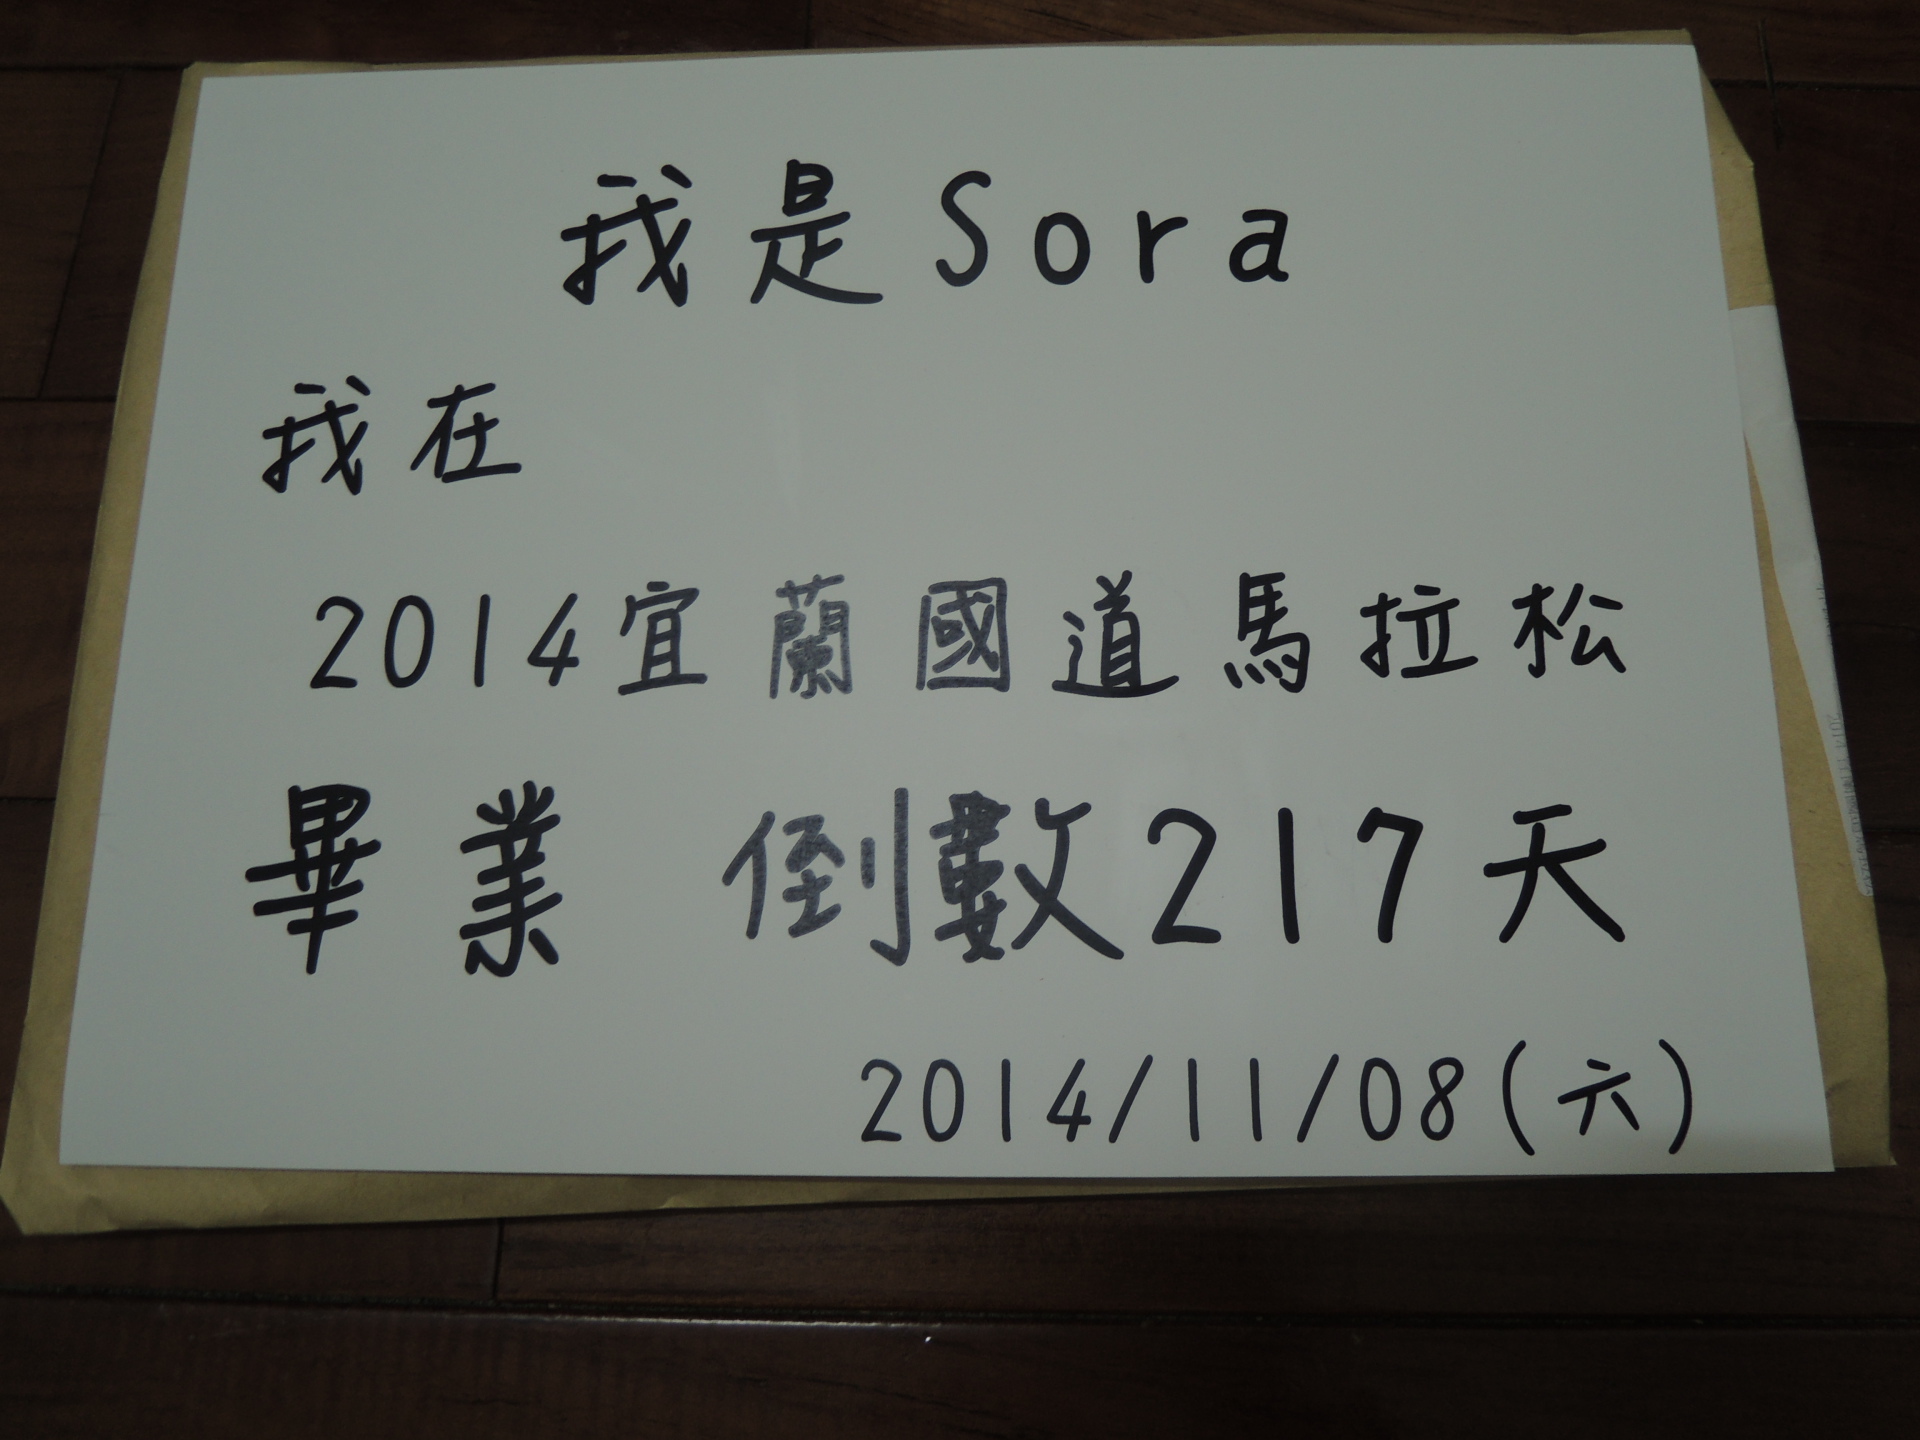 我是Sora
我在
2014宜蘭國道馬拉松
畢業 倒數217天
2014/11/08(六)